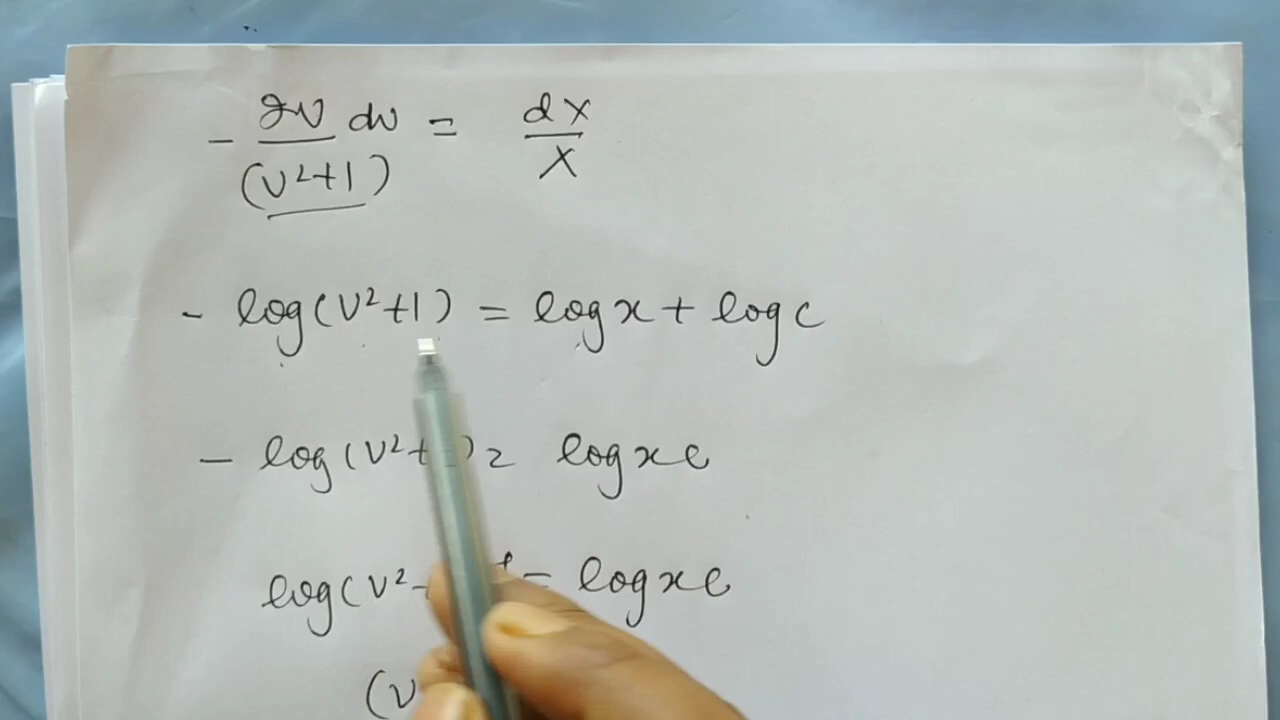 - 2v/(v²+1) dv = dx/x
- log(v²+1) = log x + log c
- log(v²+ ) = log xc
log(v² = log xc
(v